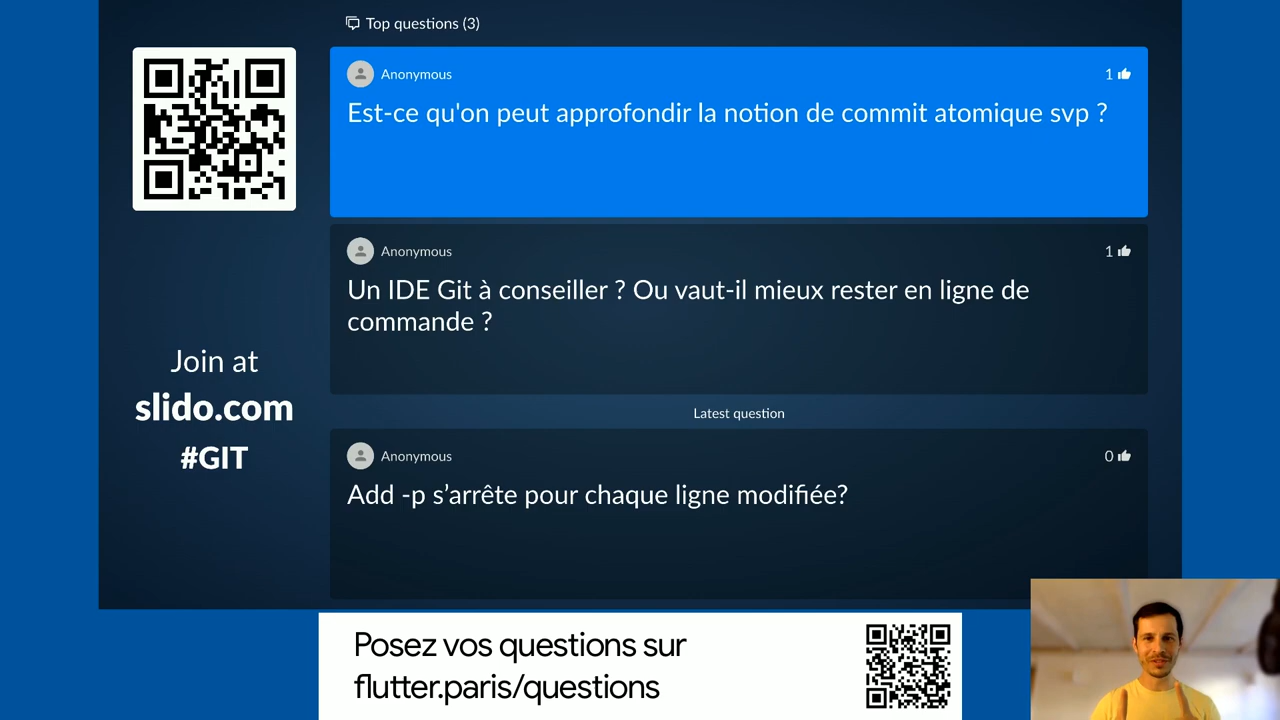 Top questions (3)
Anonymous
1
Est-ce qu'on peut approfondir la notion de commit atomique svp ?
Anonymous
1
Un IDE Git à conseiller ? Ou vaut-il mieux rester en ligne de
commande ?
Join at
slido.com
#GIT
Latest question
Anonymous
0
Add -p s’arrête pour chaque ligne modifiée?
Posez vos questions sur
flutter.paris/questions